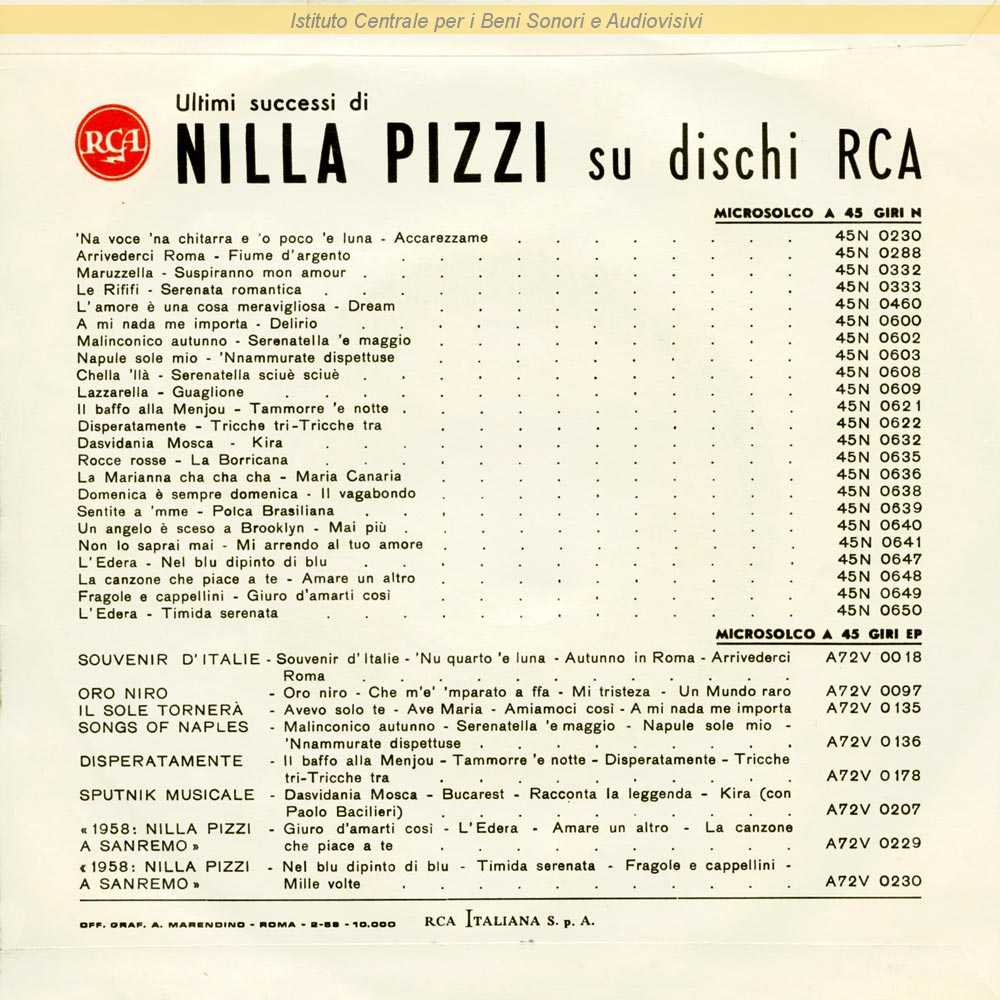 Istituto Centrale per i Beni Sonori e Audiovisivi
Ultimi successi di
RCA
NILLA PIZZI su dischi RCA
MICROSOLCO A 45 GIRI N
'Na voce 'na chitarra e 'o poco 'e luna - Accarezzame . . . . . . . . 45N 0230
Arrivederci Roma - Fiume d'argento . . . . . . . . . . . 45N 0288
Maruzzella - Suspiranno mon amour . . . . . . . . . . . . 45N 0332
Le Rififi - Serenata romantica . . . . . . . . . . . . . 45N 0333
L'amore è una cosa meravigliosa - Dream . . . . . . . . . . 45N 0460
A mi nada me importa - Delirio . . . . . . . . . . . . 45N 0600
Malinconico autunno - Serenatella 'e maggio . . . . . . . . . . 45N 0602
Napule sole mio - 'Nnammurate dispettuse . . . . . . . . . . 45N 0603
Chella 'llà - Serenatella sciuè sciuè . . . . . . . . . . . . 45N 0608
Lazzarella - Guaglione . . . . . . . . . . . . . . 45N 0609
Il baffo alla Menjou - Tammorre 'e notte . . . . . . . . . . . 45N 0621
Disperatamente - Tricche tri-Tricche tra . . . . . . . . . . 45N 0622
Dasvidania Mosca - Kira . . . . . . . . . . . . . 45N 0632
Rocce rosse - La Borricana . . . . . . . . . . . . . 45N 0635
La Marianna cha cha cha - Maria Canaria . . . . . . . . . . 45N 0636
Domenica è sempre domenica - Il vagabondo . . . . . . . . . . 45N 0638
Sentite a 'mme - Polca Brasiliana . . . . . . . . . . . . 45N 0639
Un angelo è sceso a Brooklyn - Mai più . . . . . . . . . . . 45N 0640
Non lo saprai mai - Mi arrendo al tuo amore . . . . . . . . . . 45N 0641
L'Edera - Nel blu dipinto di blu . . . . . . . . . . . . 45N 0647
La canzone che piace a te - Amare un altro . . . . . . . . . . 45N 0648
Fragole e cappellini - Giuro d'amarti così . . . . . . . . . . . 45N 0649
L'Edera - Timida serenata . . . . . . . . . . . . . 45N 0650
MICROSOLCO A 45 GIRI EP
SOUVENIR D'ITALIE - Souvenir d'Italie - 'Nu quarto 'e luna - Autunno in Roma - Arrivederci A72V 0018
Roma . . . . . . . . . . . .
ORO NIRO - Oro niro - Che m'e' 'mparato a ffa - Mi tristeza - Un Mundo raro A72V 0097
IL SOLE TORNERÀ - Avevo solo te - Ave Maria - Amiamoci così - A mi nada me importa A72V 0135
SONGS OF NAPLES - Malinconico autunno - Serenatella 'e maggio - Napule sole mio -
'Nnammurate dispettuse . . . . . . . . . A72V 0136
DISPERATAMENTE - Il baffo alla Menjou - Tammorre 'e notte - Disperatamente - Tricche
tri-Tricche tra . . . . . . . . . . . A72V 0178
SPUTNIK MUSICALE - Dasvidania Mosca - Bucarest - Racconta la leggenda - Kira (con
Paolo Bacilieri) . . . . . . . . . . A72V 0207
«1958: NILLA PIZZI - Giuro d'amarti così - L'Edera - Amare un altro - La canzone
A SANREMO» che piace a te . . . . . . . . . . A72V 0229
«1958: NILLA PIZZI - Nel blu dipinto di blu - Timida serenata - Fragole e cappellini -
A SANREMO» Mille volte . . . . . . . . . . . A72V 0230
OFF. GRAF. A. MARENDINO - ROMA - 2-58 - 10.000 RCA ITALIANA S. p. A.